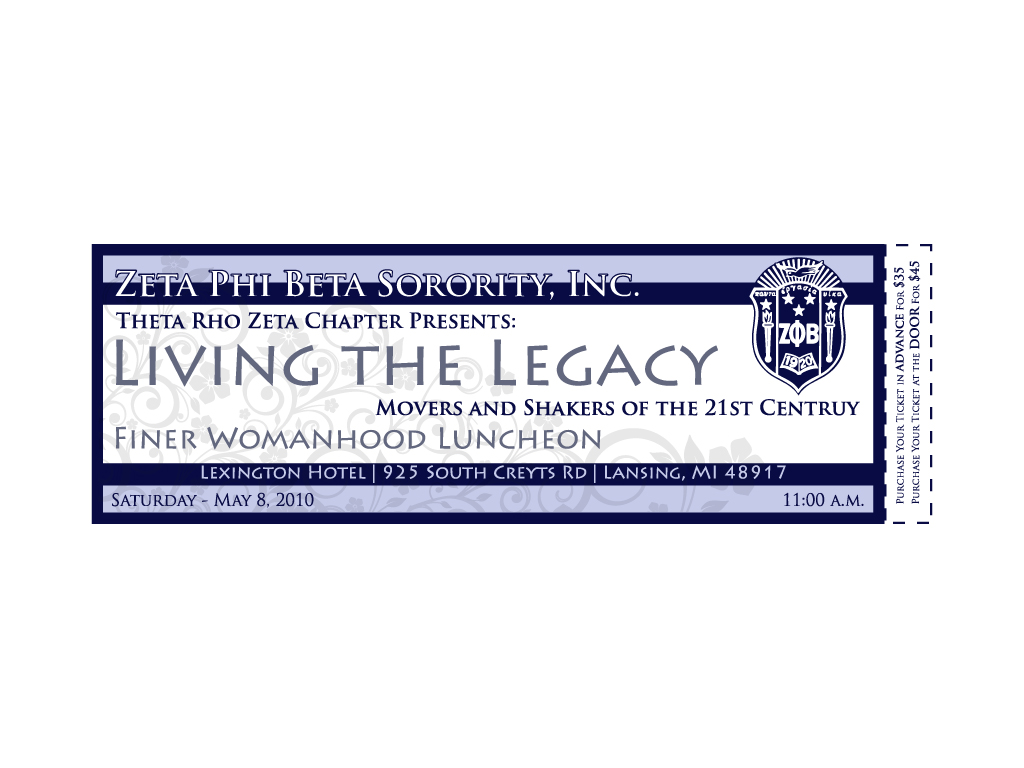 Zeta Phi Beta Sorority, Inc.
Theta Rho Zeta Chapter Presents:
Living the Legacy
Movers and Shakers of the 21st Centruy
Finer Womanhood Luncheon
Lexington Hotel | 925 South Creyts Rd | Lansing, MI 48917
Saturday - May 8, 2010
11:00 a.m.
ΖΦΒ
1920
Purchase Your Ticket in ADVANCE for $35
Purchase Your Ticket at the DOOR for $45